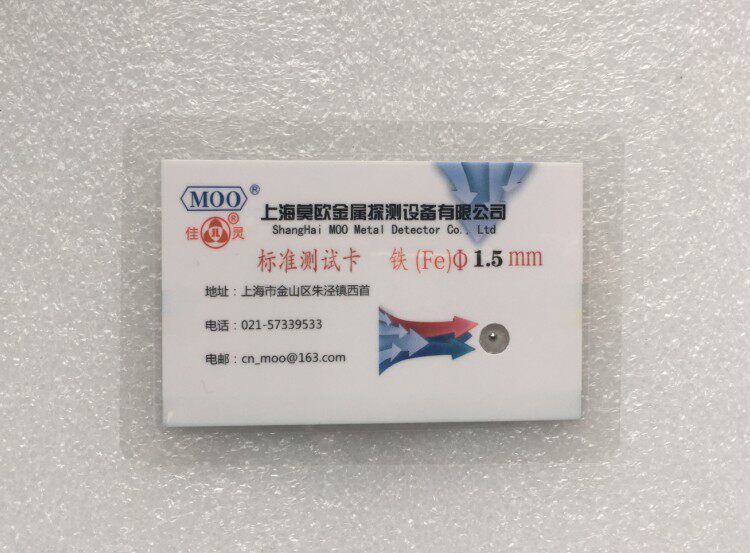 MOO®
佳 JL ® 灵
上海莫欧金属探测设备有限公司
ShangHai MOO Metal Detector Co., Ltd
标准测试卡 铁 (Fe)Φ 1.5 mm
地址：上海市金山区朱泾镇西首
电话：021-57339533
电邮：cn_moo@163.com